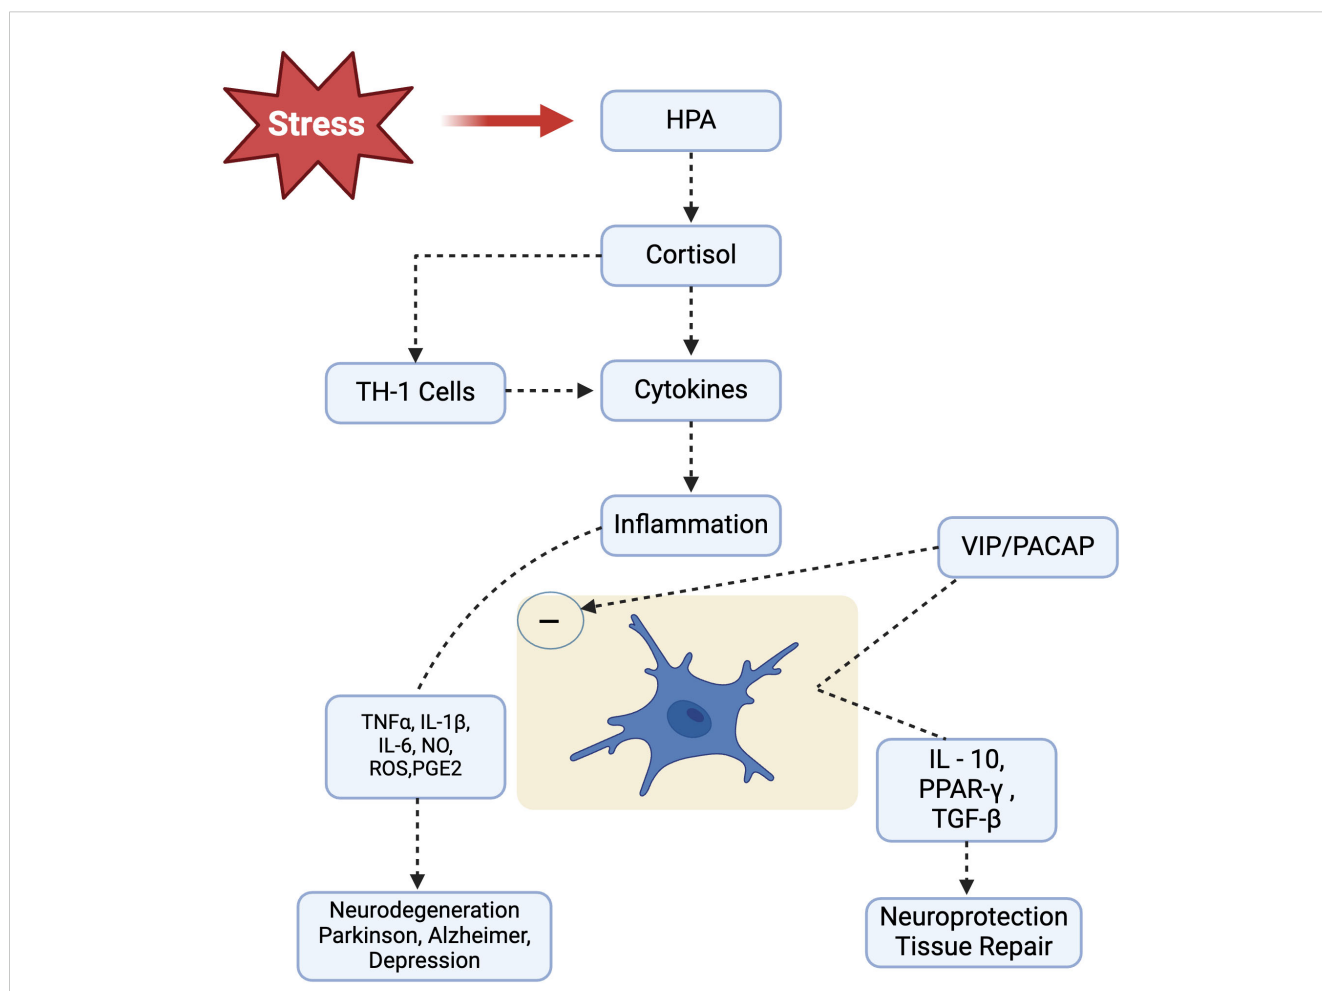 Stress
HPA
Cortisol
TH-1 Cells
Cytokines
Inflammation
VIP/PACAP
–
TNFα, IL-1β,
IL-6, NO,
ROS,PGE2
IL - 10,
PPAR-γ ,
TGF-β
Neurodegeneration
Parkinson, Alzheimer,
Depression
Neuroprotection
Tissue Repair